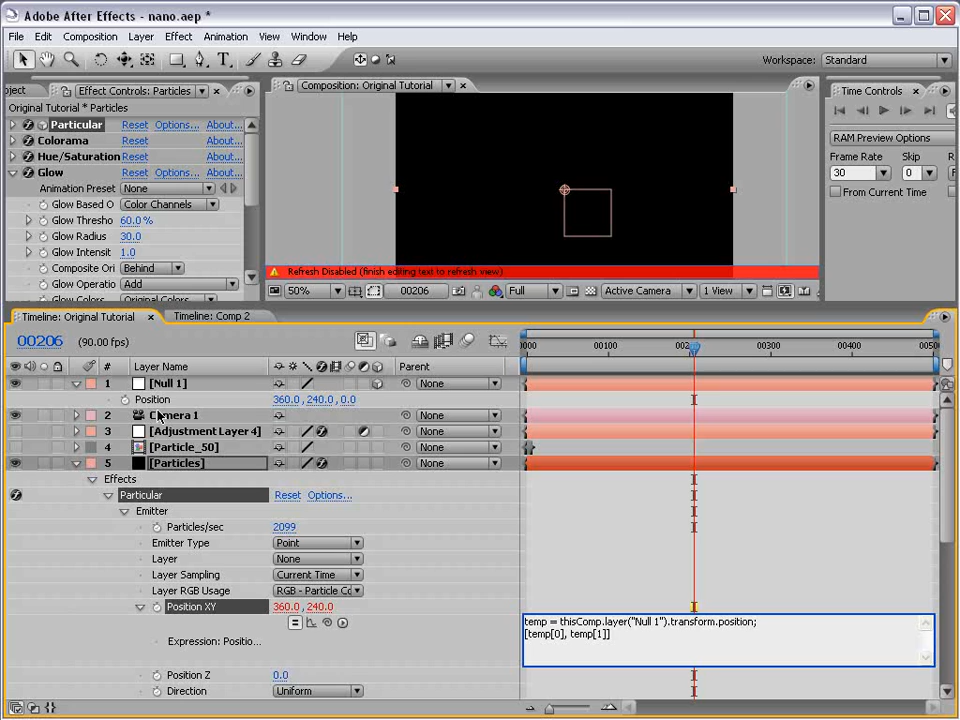 Adobe After Effects - nano.aep *
File Edit Composition Layer Effect Animation View Window Help
Workspace: Standard
oject Effect Controls: Particles
Original Tutorial * Particles
Particular Reset Options... About...
Colorama Reset Options... About...
Hue/Saturation Reset About...
Glow Reset Options... About...
Animation Preset None
Glow Based O Color Channels
Glow Thresho 60.0 %
Glow Radius 30.0
Glow Intensit 1.0
Composite Ori Behind
Glow Operatio Add
Glow Colors Original Colors
Composition: Original Tutorial
Refresh Disabled (finish editing text to refresh view)
50% 00206 Full Active Camera 1 View
Time Controls
RAM Preview Options
Frame Rate Skip R
30 0
From Current Time
Timeline: Original Tutorial Timeline: Comp 2
00206 (90.00 fps)
0000 00100 002 00300 00400 0050
# Layer Name Parent
1 [Null 1] None
Position 360.0, 240.0, 0.0
2 Camera 1 None
3 [Adjustment Layer 4] None
4 [Particle_50] None
5 [Particles] None
Effects
Particular Reset Options...
Emitter
Particles/sec 2099
Emitter Type Point
Layer None
Layer Sampling Current Time
Layer RGB Usage RGB - Particle Co
Position XY 360.0, 240.0
Expression: Positio...
temp = thisComp.layer("Null 1").transform.position;
[temp[0], temp[1]]
Position Z 0.0
Direction Uniform